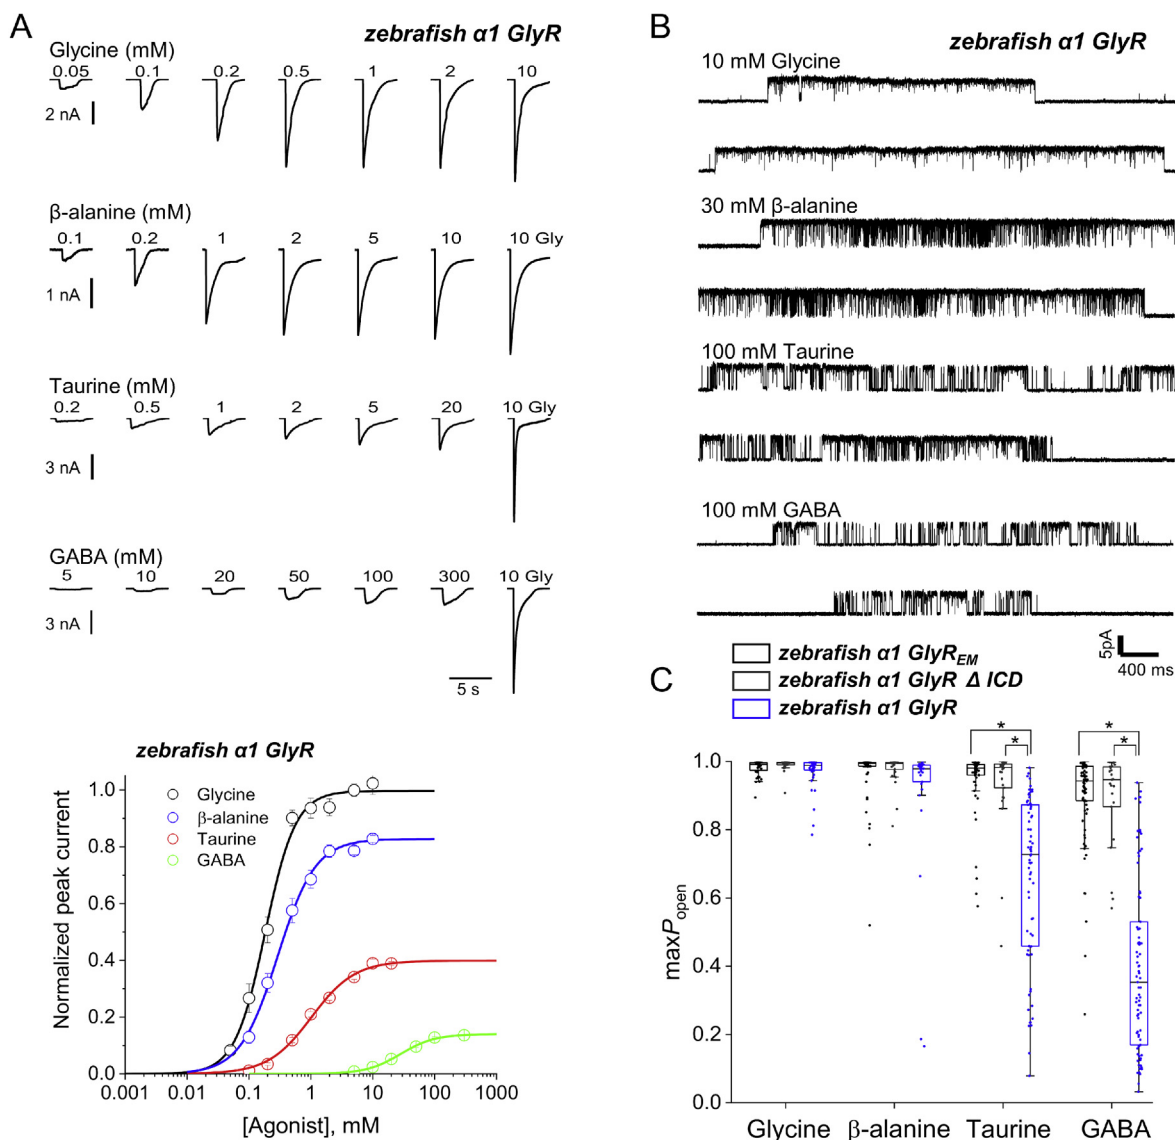 A
zebrafish α1 GlyR
Glycine (mM)
0.05 0.1 0.2 0.5 1 2 10
2 nA
β-alanine (mM)
0.1 0.2 1 2 5 10 10 Gly
1 nA
Taurine (mM)
0.2 0.5 1 2 5 20 10 Gly
3 nA
GABA (mM)
5 10 20 50 100 300 10 Gly
3 nA
5 s
zebrafish α1 GlyR
Glycine
β-alanine
Taurine
GABA
Normalized peak current
1.0
0.8
0.6
0.4
0.2
0.0
0.001 0.01 0.1 1 10 100 1000
[Agonist], mM
B
zebrafish α1 GlyR
10 mM Glycine
30 mM β-alanine
100 mM Taurine
100 mM GABA
5pA
400 ms
C
zebrafish α1 GlyR EM
zebrafish α1 GlyR Δ ICD
zebrafish α1 GlyR
* * * *
maxPopen
1.0
0.8
0.6
0.4
0.2
0.0
Glycine β-alanine Taurine GABA